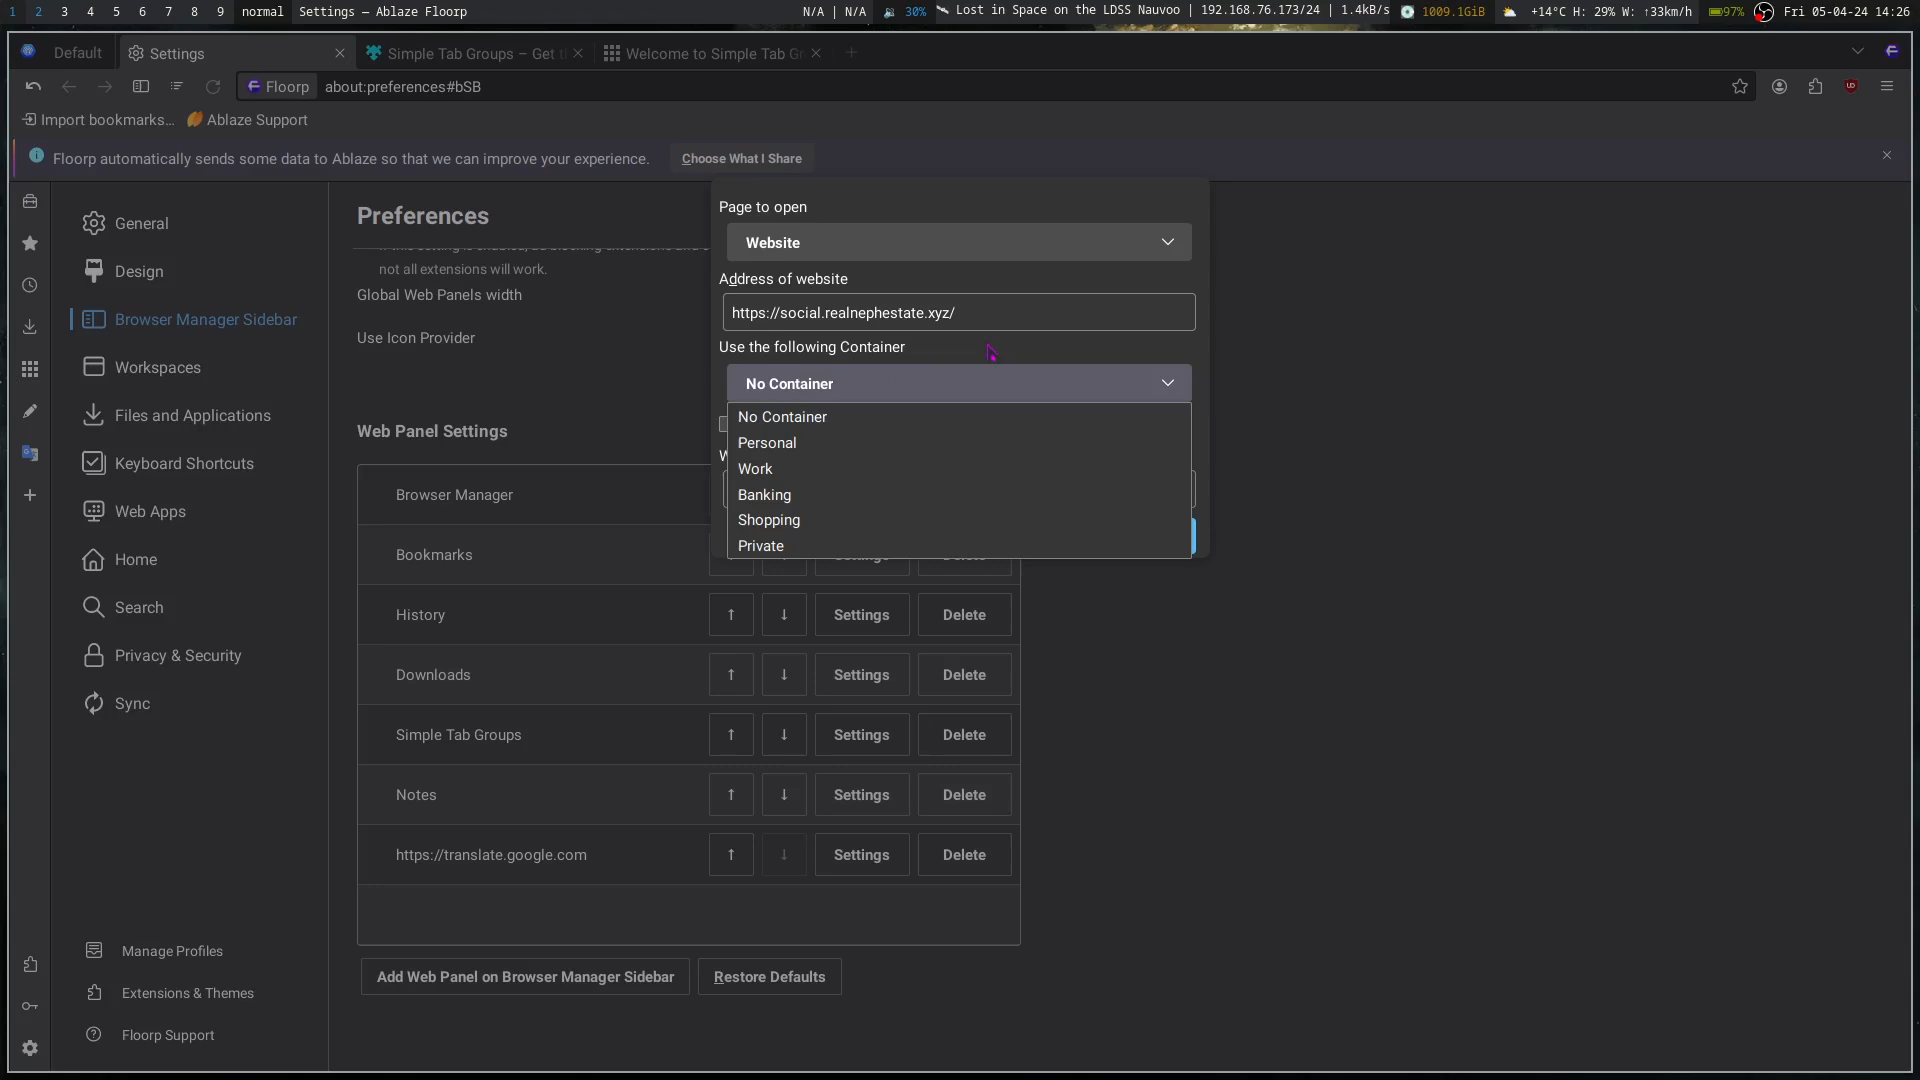 1 2 3 4 5 6 7 8 9 normal Settings — Ablaze Floorp N/A | N/A 30% Lost in Space on the LDSS Nauvoo | 192.168.76.173/24 | 1.4kB/s 1009.1GiB +14°C H: 29% W: ↑33km/h 97% Fri 05-04-24 14:26
Default Settings Simple Tab Groups – Get Welcome to Simple Tab
Floorp about:preferences#bSB
Import bookmarks... Ablaze Support
Floorp automatically sends some data to Ablaze so that we can improve your experience. Choose What I Share
General
Design
Browser Manager Sidebar
Workspaces
Files and Applications
Keyboard Shortcuts
Web Apps
Home
Search
Privacy & Security
Sync
Manage Profiles
Extensions & Themes
Floorp Support
Preferences
not all extensions will work.
Global Web Panels width
Use Icon Provider
Web Panel Settings
Browser Manager
Bookmarks
History ↑ ↓ Settings Delete
Downloads ↑ ↓ Settings Delete
Simple Tab Groups ↑ ↓ Settings Delete
Notes ↑ ↓ Settings Delete
https://translate.google.com ↑ ↓ Settings Delete
Add Web Panel on Browser Manager Sidebar Restore Defaults
Page to open
Website
Address of website
https://social.realnephestate.xyz/
Use the following Container
No Container
No Container
Personal
Work
Banking
Shopping
Private